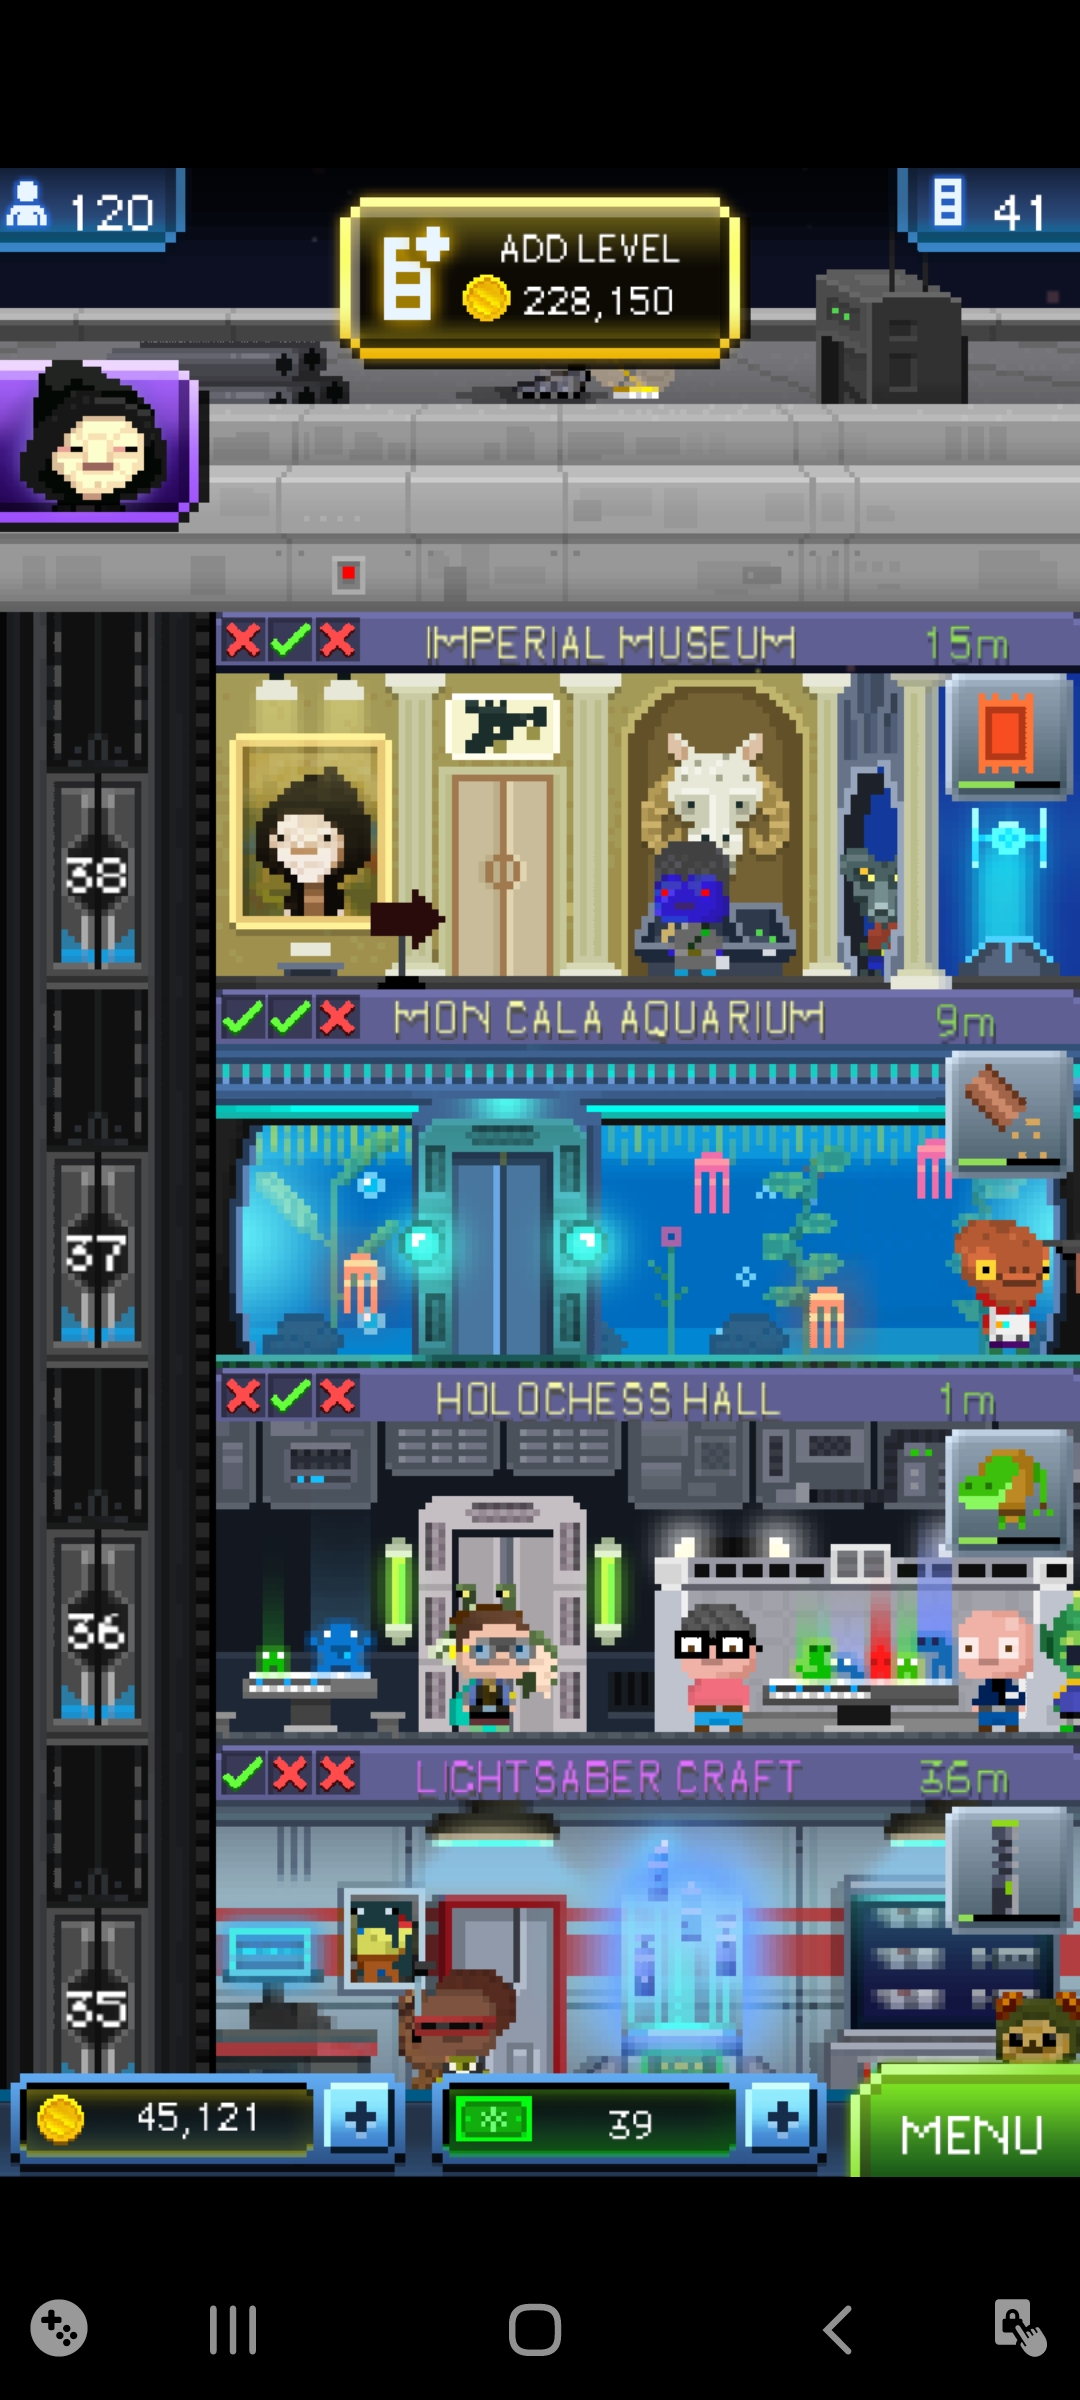 120
ADD LEVEL
228,150
41
IMPERIAL MUSEUM 15m
38
MON CALA AQUARIUM 9m
37
HOLOCHESS HALL 1m
36
LIGHTSABER CRAFT 36m
35
45,121
39
MENU